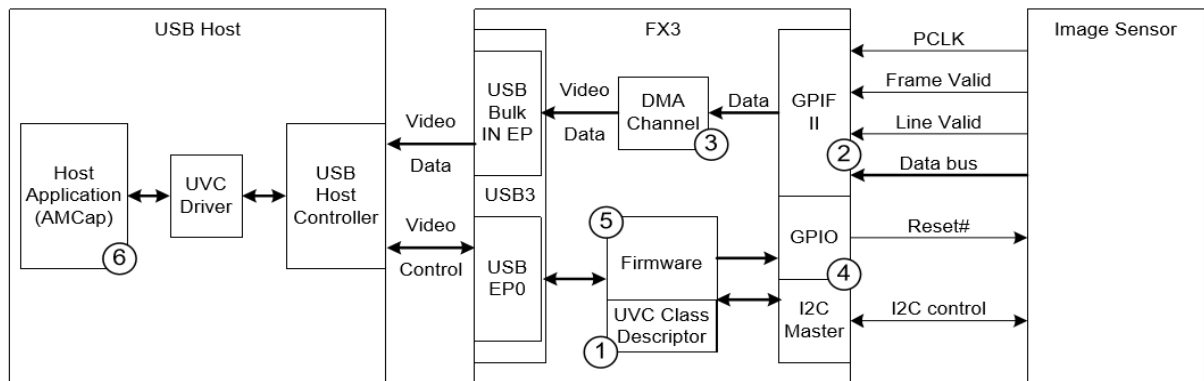 USB Host
FX3
Image Sensor
Host
Application
(AMCap)
6
UVC
Driver
USB
Host
Controller
Video
Data
Video
Control
USB
Bulk
IN EP
USB3
USB
EP0
Video
Data
DMA
Channel
3
Data
5
Firmware
UVC Class
Descriptor
1
GPIF
II
2
GPIO
4
I2C
Master
PCLK
Frame Valid
Line Valid
Data bus
Reset#
I2C control